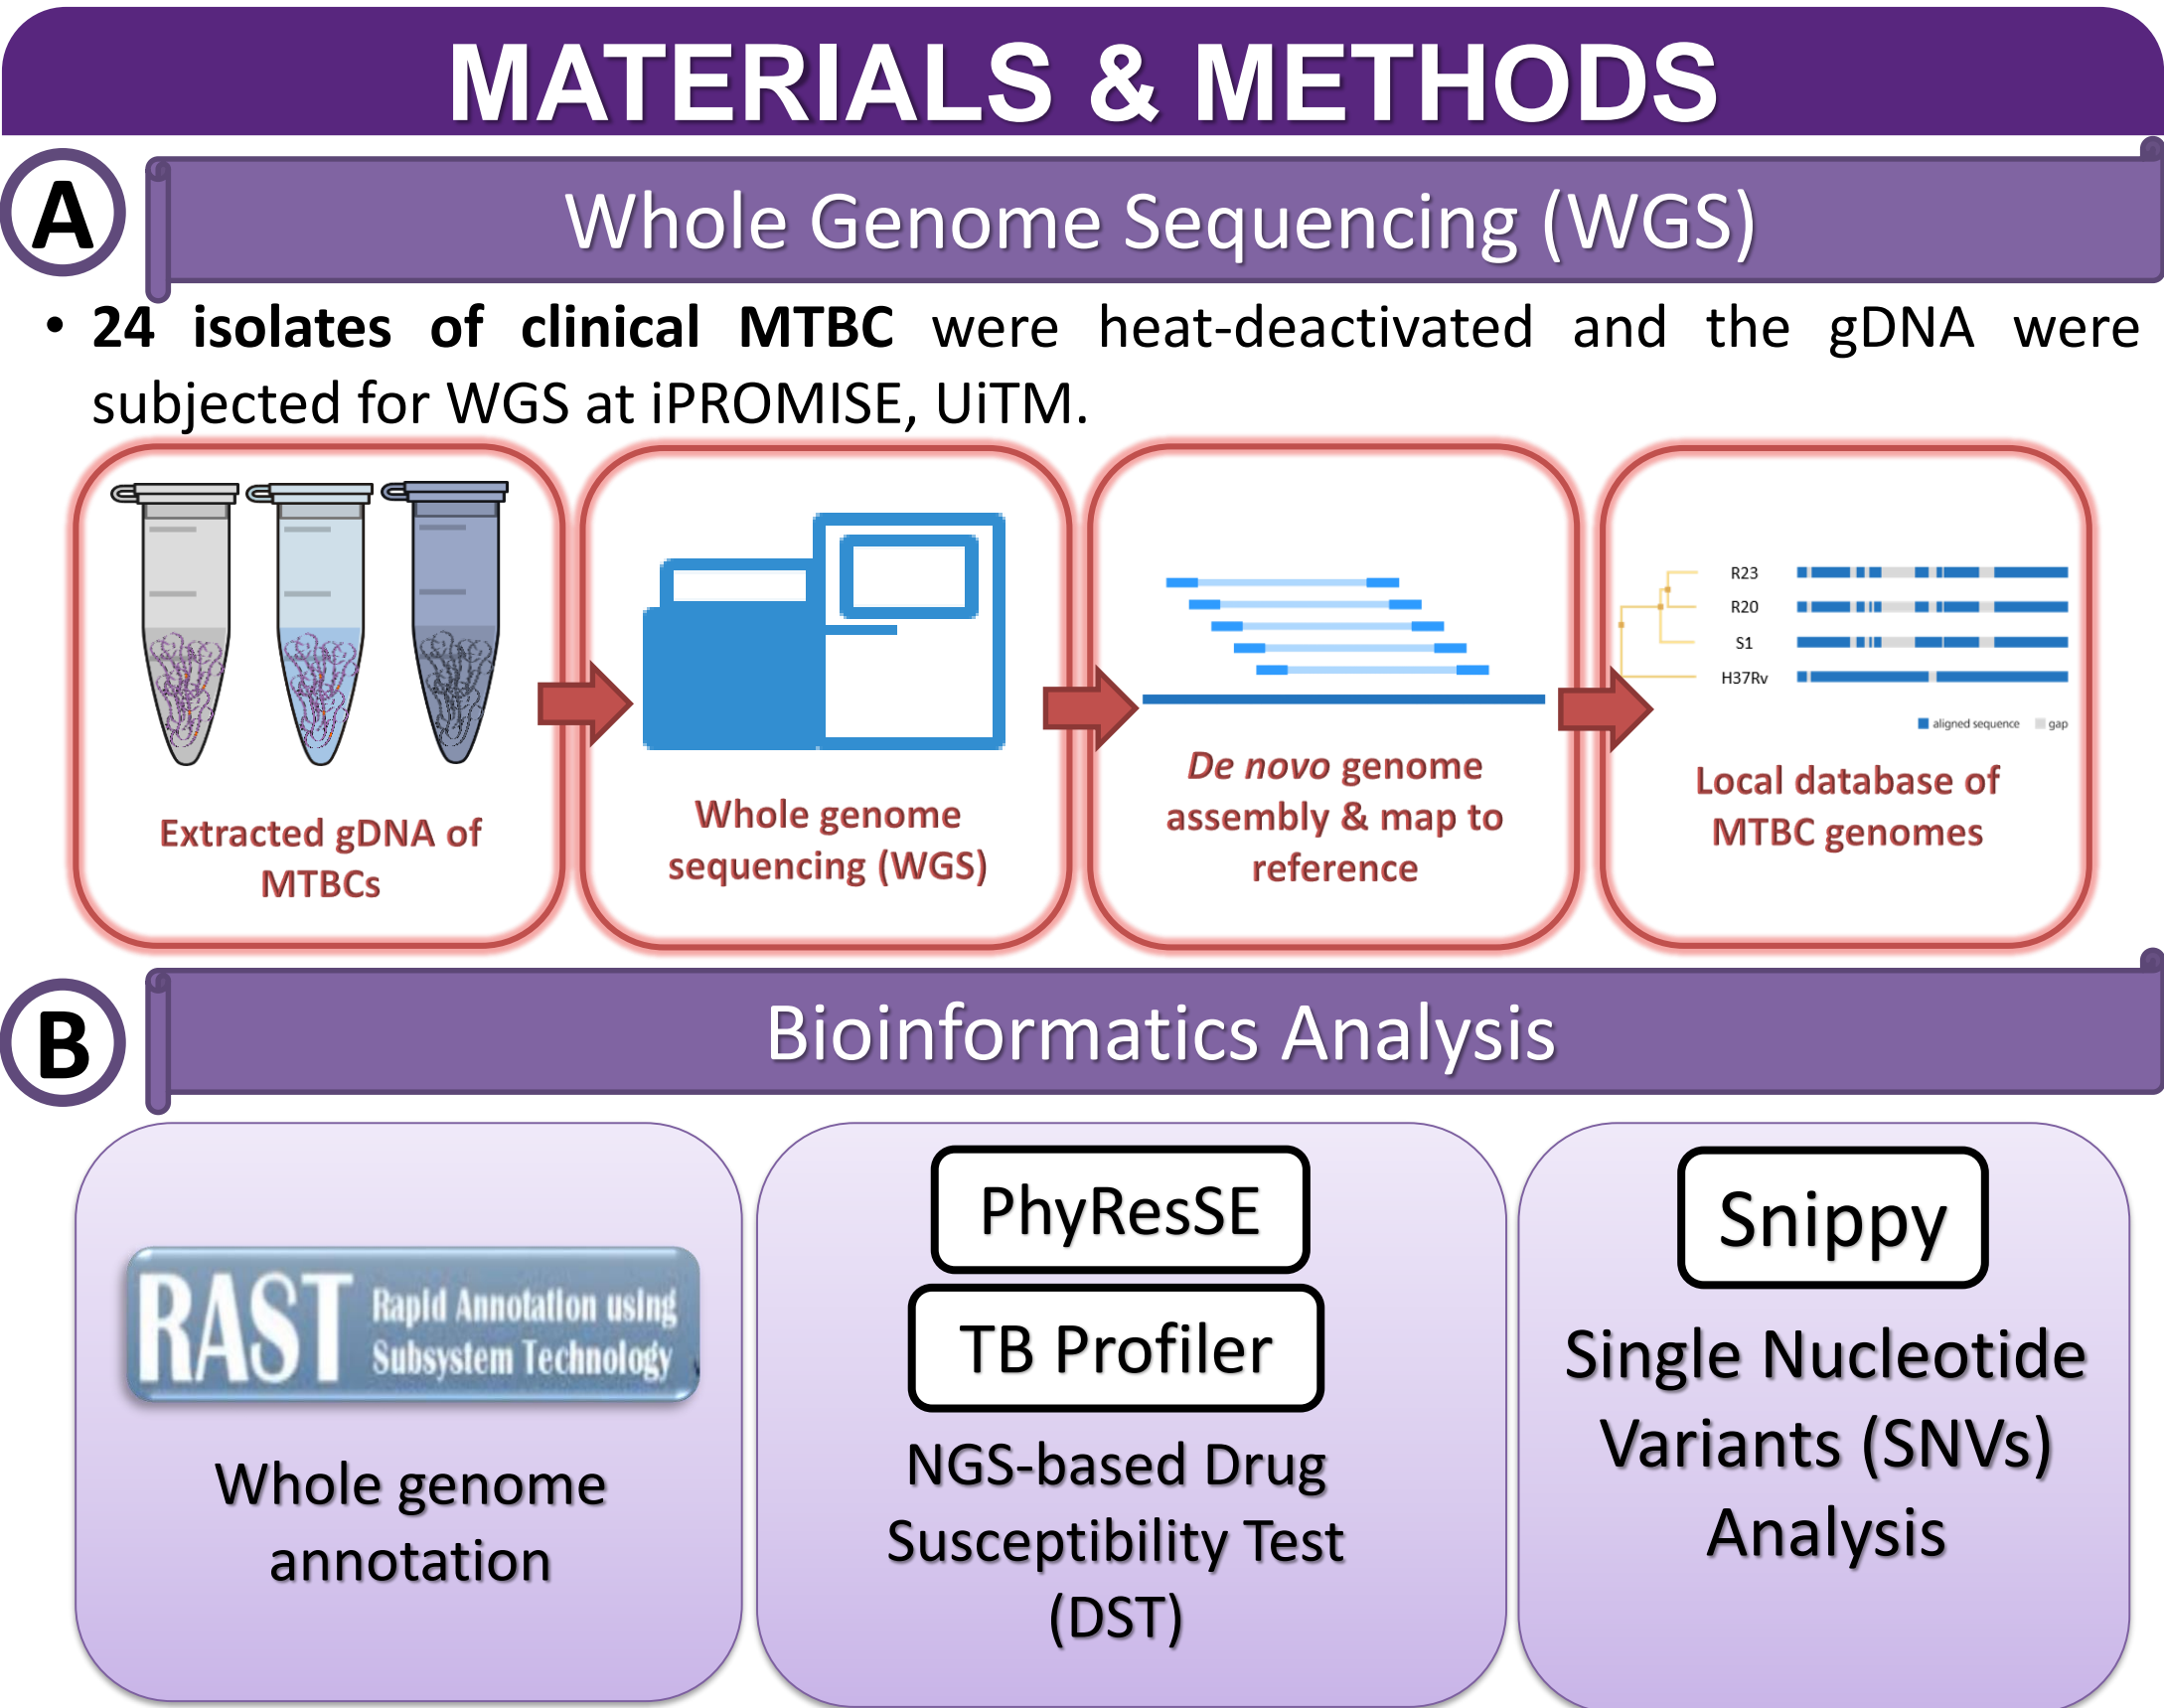 MATERIALS & METHODS
A
Whole Genome Sequencing (WGS)
• 24 isolates of clinical MTBC were heat-deactivated and the gDNA were
subjected for WGS at iPROMISE, UiTM.
Extracted gDNA of
MTBCs
Whole genome
sequencing (WGS)
De novo genome
assembly & map to
reference
R23
R20
S1
H37Rv
aligned sequence gap
Local database of
MTBC genomes
B
Bioinformatics Analysis
RAST
Rapid Annotation using
Subsystem Technology
Whole genome
annotation
PhyResSE
TB Profiler
NGS-based Drug
Susceptibility Test
(DST)
Snippy
Single Nucleotide
Variants (SNVs)
Analysis